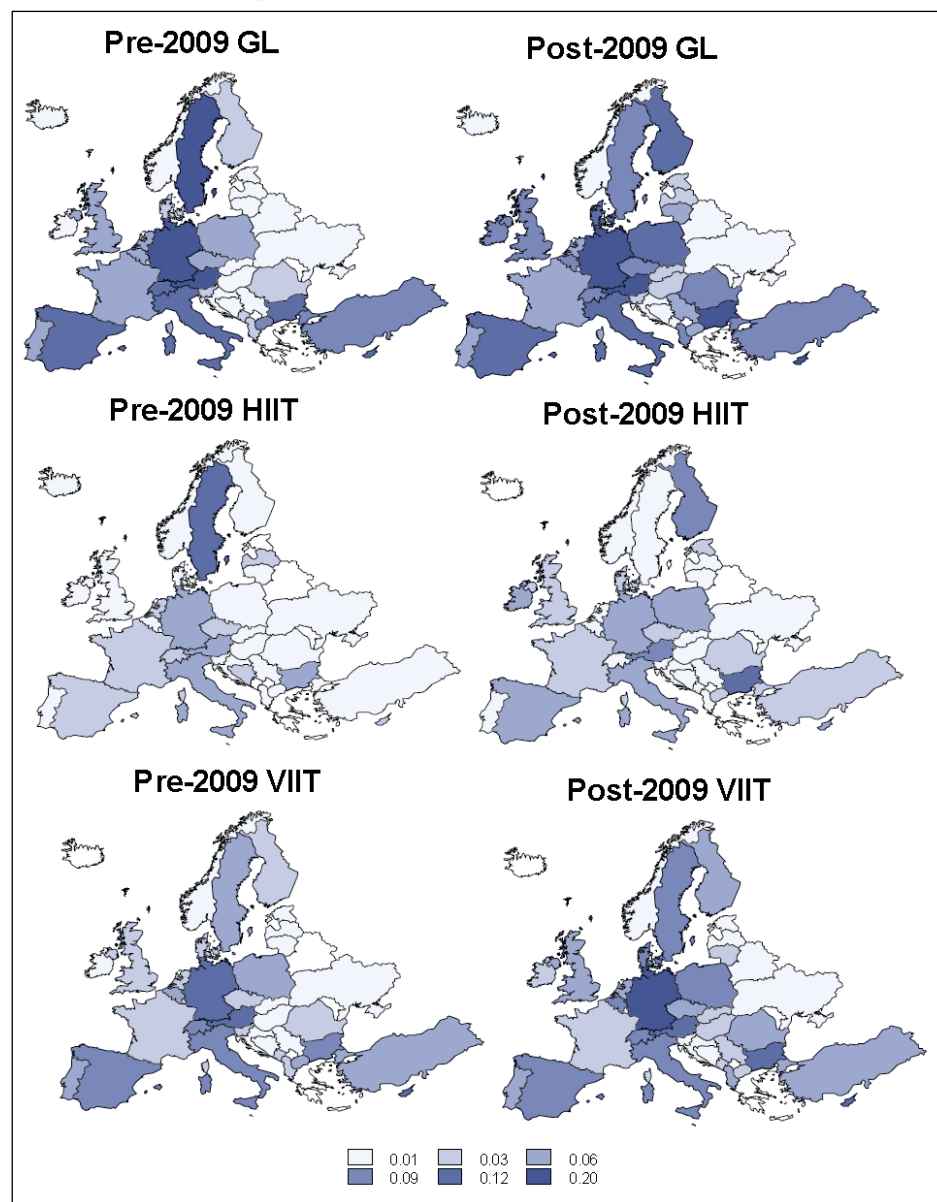 Pre-2009 GL
Post-2009 GL
Pre-2009 HIIT
Post-2009 HIIT
Pre-2009 VIIT
Post-2009 VIIT
0.01 0.03 0.06
0.09 0.12 0.20